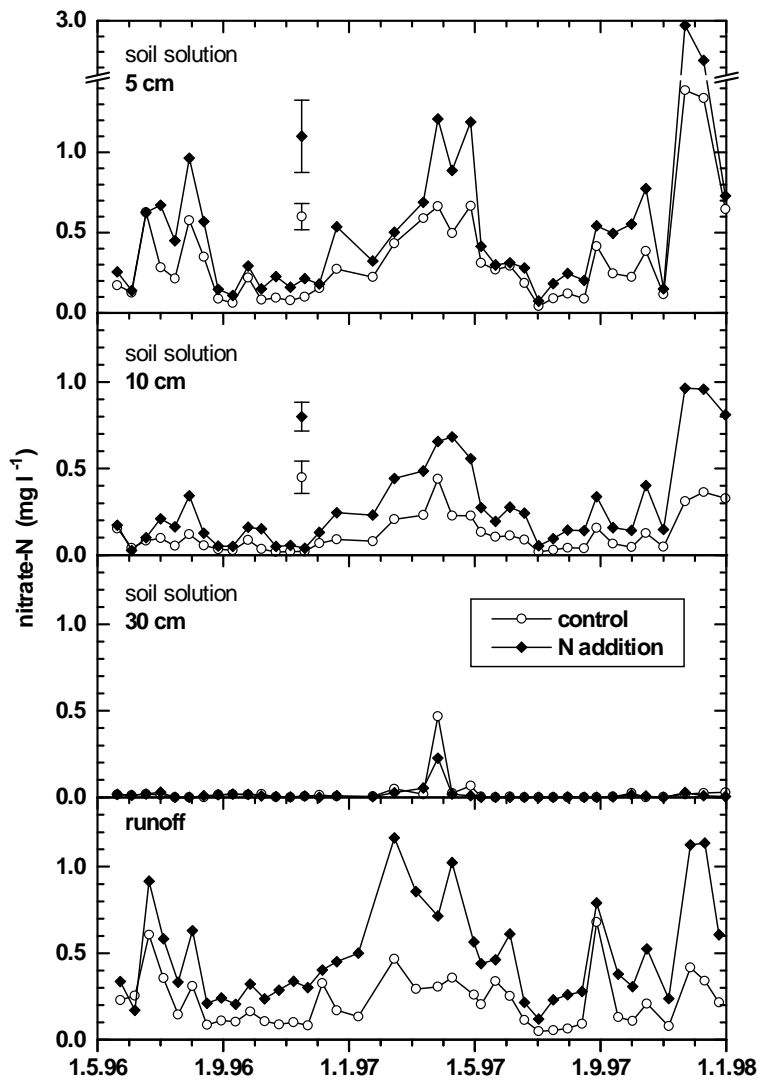 3.0
soil solution
5 cm
1.0
0.5
0.0
soil solution
10 cm
1.0
0.5
0.0
nitrate-N (mg l⁻¹)
soil solution
30 cm
1.0
control
N addition
0.5
0.0
runoff
1.0
0.5
0.0
1.5.96 1.9.96 1.1.97 1.5.97 1.9.97 1.1.98